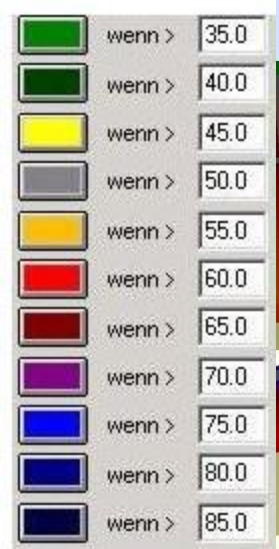 wenn > 35.0
wenn > 40.0
wenn > 45.0
wenn > 50.0
wenn > 55.0
wenn > 60.0
wenn > 65.0
wenn > 70.0
wenn > 75.0
wenn > 80.0
wenn > 85.0